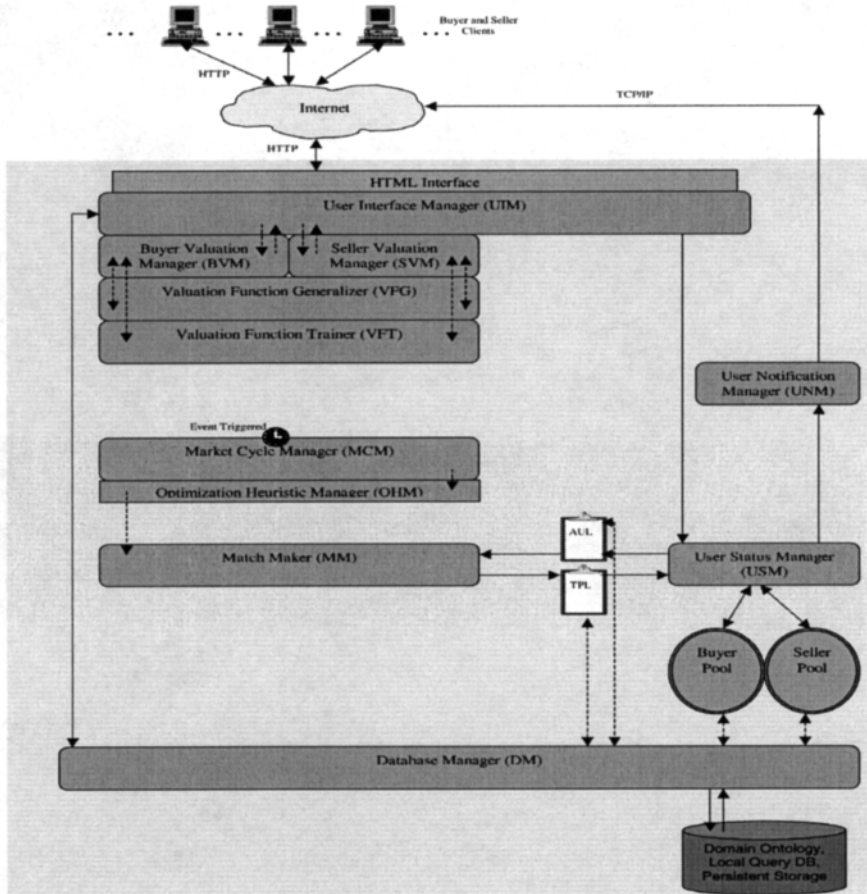 ... ... ... ... Buyer and Seller
Clients
HTTP
TCP/IP
Internet
HTTP
HTML Interface
User Interface Manager (UIM)
Buyer Valuation
Manager (BVM)
Seller Valuation
Manager (SVM)
Valuation Function Generalizer (VFG)
Valuation Function Trainer (VFT)
User Notification
Manager (UNM)
Event Triggered
Market Cycle Manager (MCM)
Optimization Heuristic Manager (OHM)
AUL
Match Maker (MM)
User Status Manager
(USM)
TPL
Buyer
Pool
Seller
Pool
Database Manager (DM)
Domain Ontology,
Local Query DB,
Persistent Storage